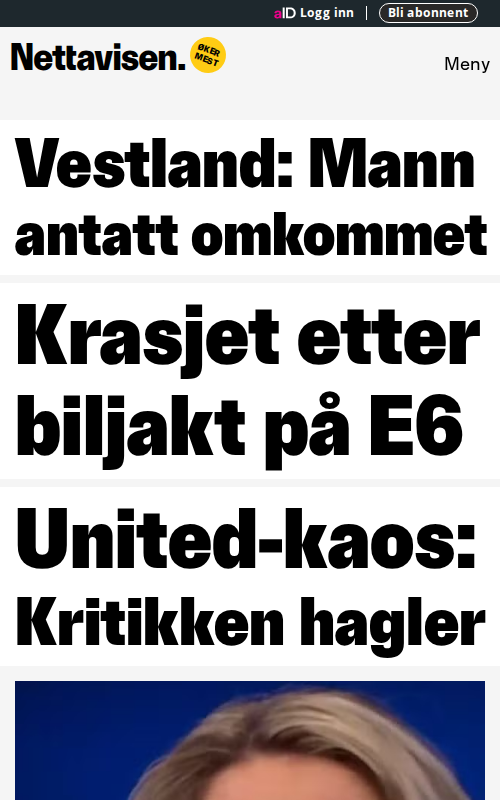 aID Logg inn
Bli abonnent
Nettavisen.
ØKER
MEST
Meny
Vestland: Mann
antatt omkommet
Krasjet etter
biljakt på E6
United-kaos:
Kritikken hagler